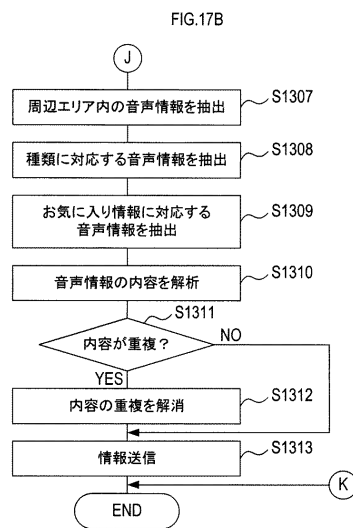 FIG.17B
J
周辺エリア内の音声情報を抽出
S1307
種類に対応する音声情報を抽出
S1308
お気に入り情報に対応する
音声情報を抽出
S1309
音声情報の内容を解析
S1310
S1311
内容が重複？
NO
YES
内容の重複を解消
S1312
情報送信
S1313
K
END